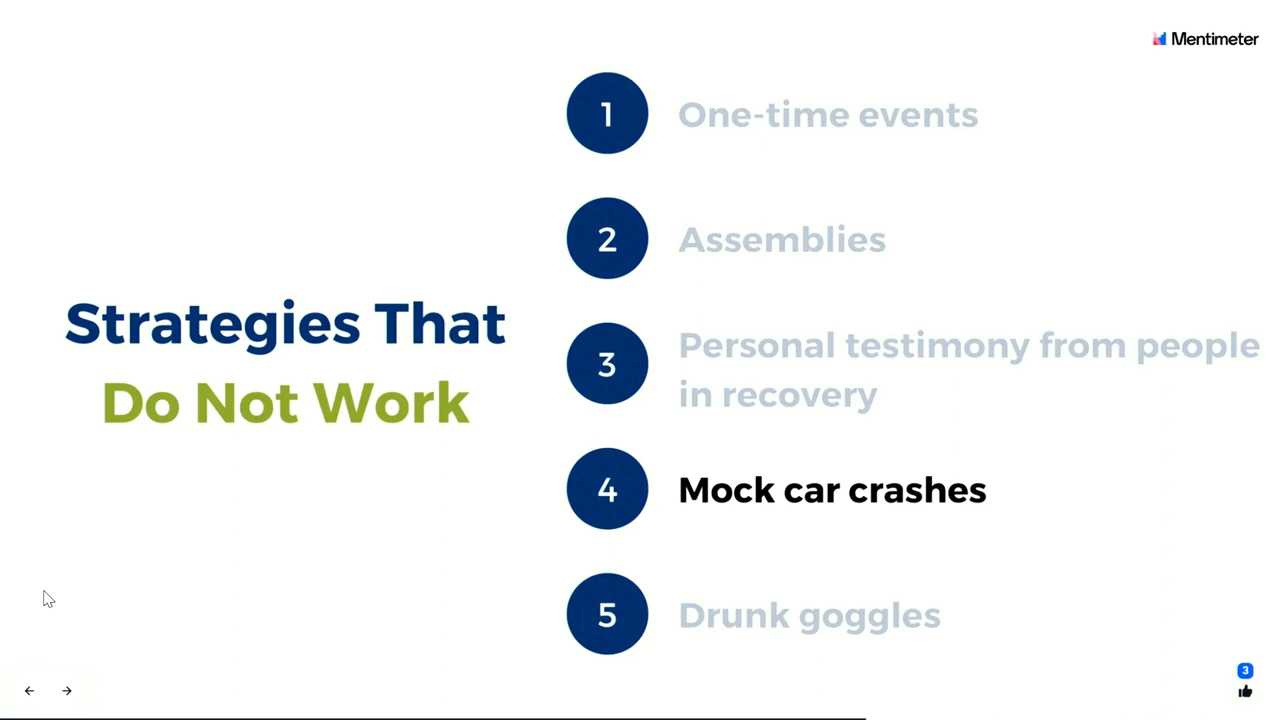 Mentimeter
Strategies That
Do Not Work
1
One-time events
2
Assemblies
3
Personal testimony from people
in recovery
4
Mock car crashes
5
Drunk goggles
3